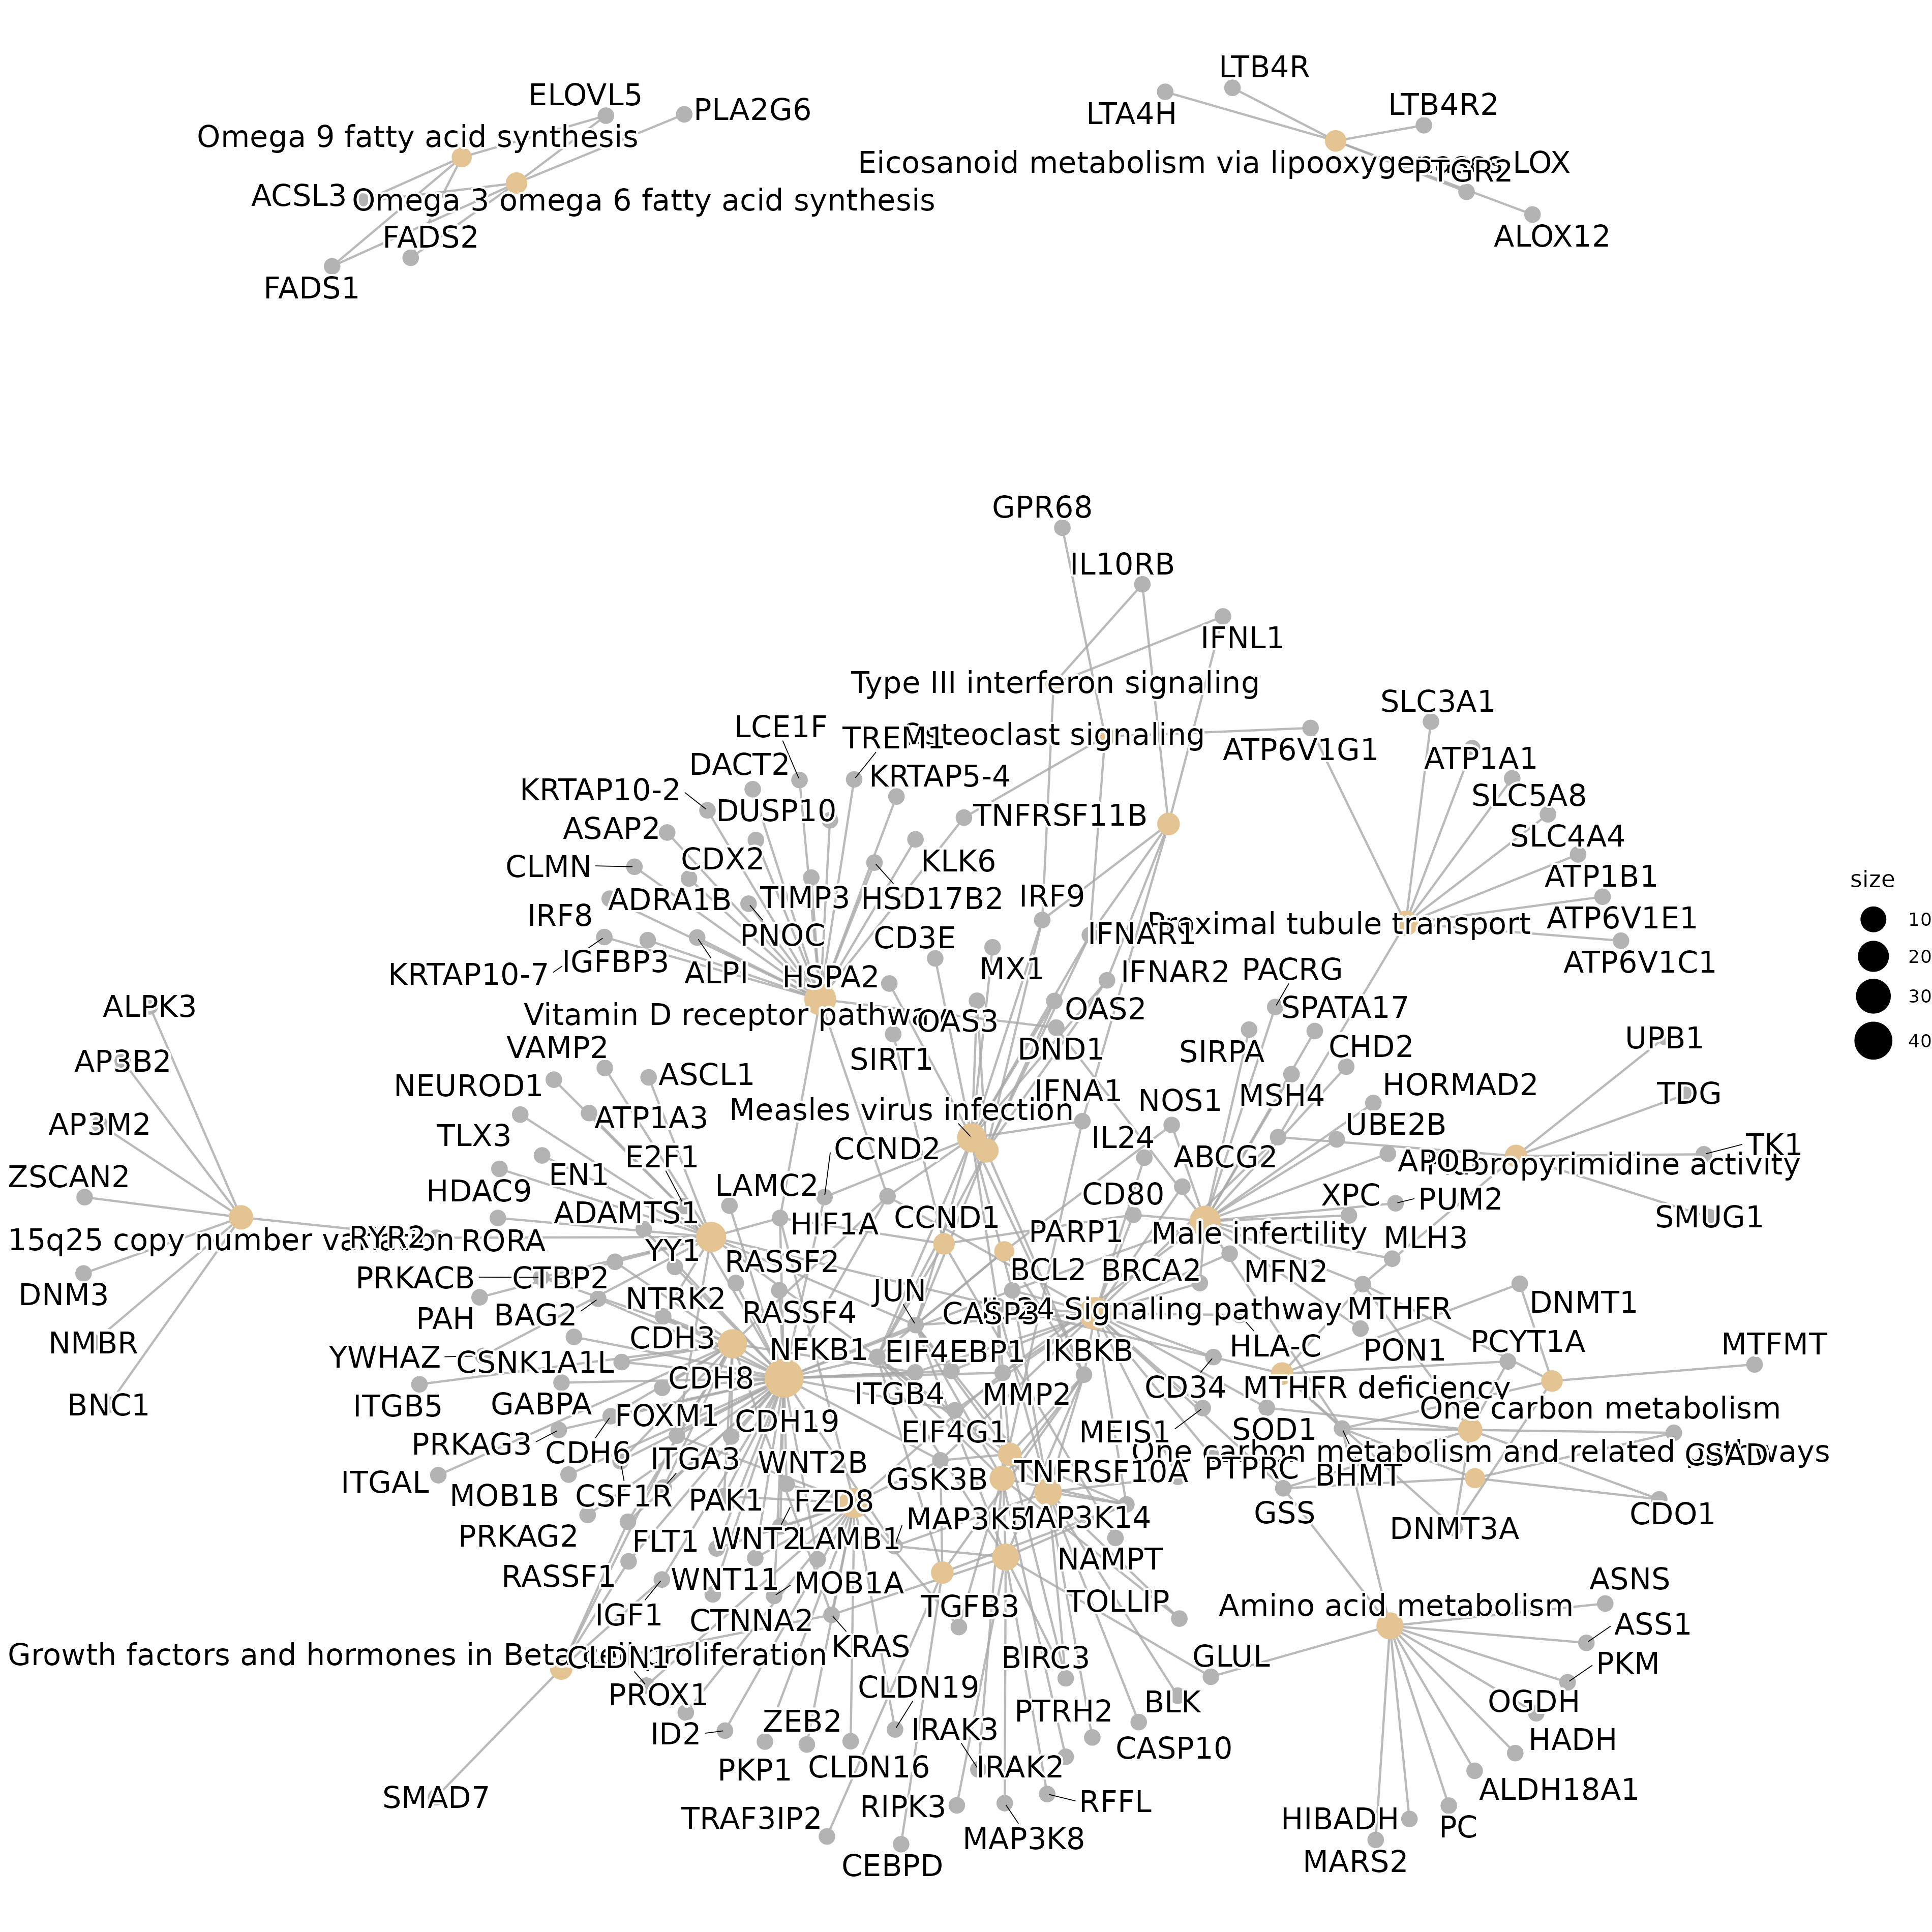 LTB4R
ELOVL5
PLA2G6
LTB4R2
LTA4H
Omega 9 fatty acid synthesis
Eicosanoid metabolism via lipooxygenases LOX
PTGR2
ACSL3
Omega 3 omega 6 fatty acid synthesis
FADS2
ALOX12
FADS1
GPR68
IL10RB
IFNL1
Type III interferon signaling
SLC3A1
LCE1F
TREM1
Osteoclast signaling
ATP6V1G1
ATP1A1
DACT2
KRTAP5-4
KRTAP10-2
SLC5A8
DUSP10
TNFRSF11B
ASAP2
SLC4A4
CDX2
KLK6
CLMN
ATP1B1
size
ADRA1B
TIMP3
HSD17B2
IRF9
IRF8
Proximal tubule transport
ATP6V1E1
10
PNOC
CD3E
IFNAR1
20
IGFBP3
ATP6V1C1
KRTAP10-7
ALPI
HSPA2
MX1
IFNAR2
PACRG
30
ALPK3
Vitamin D receptor pathway
OAS3
OAS2
SPATA17
40
UPB1
VAMP2
SIRT1
DND1
SIRPA
CHD2
AP3B2
NEUROD1
ASCL1
IFNA1
NOS1
MSH4
HORMAD2
TDG
AP3M2
ATP1A3
Measles virus infection
UBE2B
TLX3
CCND2
IL24
TK1
E2F1
ABCG2
APOB
ZSCAN2
EN1
HDAC9
LAMC2
CD80
XPC
PUM2
ADAMTS1
HIF1A
CCND1
PARP1
Male infertility
SMUG1
15q25 copy number variation
RYR2
RORA
YY1
RASSF2
MLH3
PRKACB
CTBP2
BCL2
BRCA2
MFN2
DNM3
NTRK2
JUN
DNMT1
PAH
BAG2
RASSF4
CASP3
MTHFR
NMBR
CDH3
NFKB1
EIF4EBP1
IKBKB
HLA-C
PON1
PCYT1A
MTFMT
YWHAZ
CSNK1A1L
CDH8
ITGB4
MMP2
CD34
MTHFR deficiency
BNC1
ITGB5
GABPA
FOXM1
CDH19
EIF4G1
MEIS1
SOD1
One carbon metabolism
PRKAG3
CDH6
ITGA3
WNT2B
GSK3B
TNFRSF10A
One carbon metabolism and related pathways
PTPRC
BHMT
CSAD
ITGAL
MOB1B
CSF1R
PAK1
FZD8
MAP3K5
MAP3K14
GSS
DNMT3A
CDO1
PRKAG2
FLT1
WNT2
LAMB1
NAMPT
RASSF1
WNT11
MOB1A
ASNS
IGF1
CTNNA2
TGFB3
TOLLIP
Amino acid metabolism
ASS1
KRAS
Growth factors and hormones in Beta cell proliferation
CLDN1
BIRC3
GLUL
PKM
PROX1
CLDN19
BLK
OGDH
ID2
ZEB2
IRAK3
PTRH2
HADH
PKP1
CLDN16
IRAK2
CASP10
SMAD7
ALDH18A1
TRAF3IP2
RIPK3
RFFL
HIBADH
PC
MAP3K8
CEBPD
MARS2